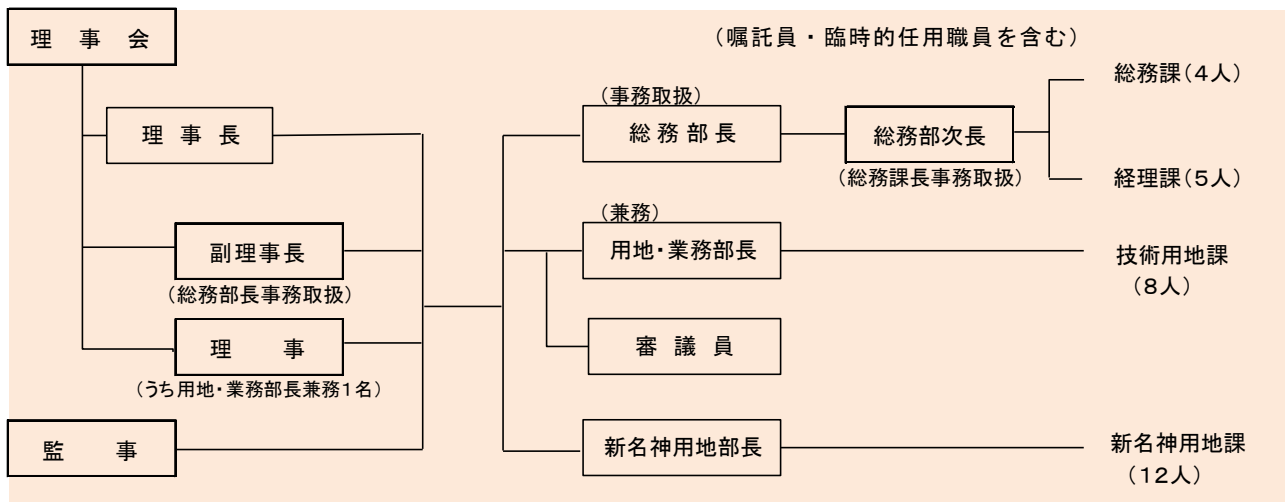 理事会
(嘱託員・臨時的任用職員を含む)
総務課(4人)
(事務取扱)
理事長
総務部長
総務部次長
(総務課長事務取扱)
経理課(5人)
(兼務)
副理事長
用地・業務部長
技術用地課
(8人)
(総務部長事務取扱)
理事
審議員
(うち用地・業務部長兼務1名)
監事
新名神用地部長
新名神用地課
(12人)